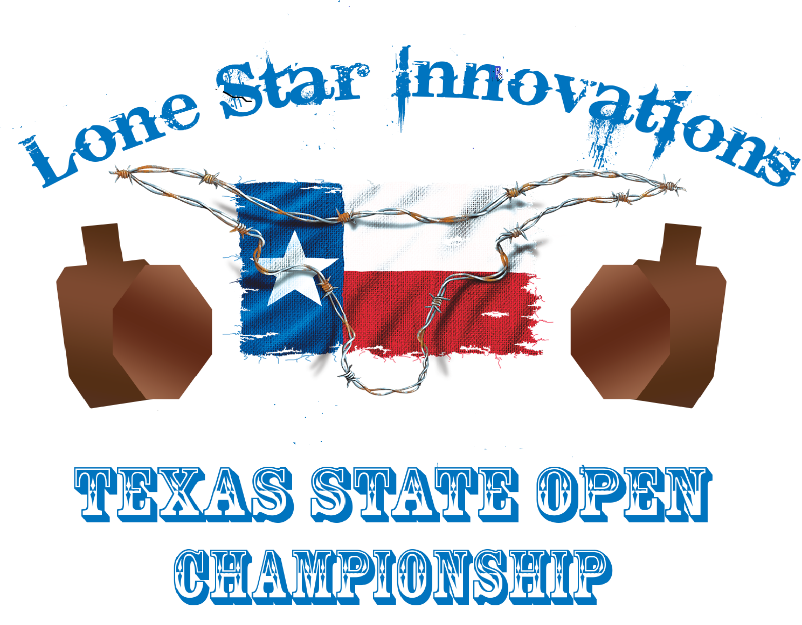 Lone Star Innovations
TEXAS STATE OPEN
CHAMPIONSHIP